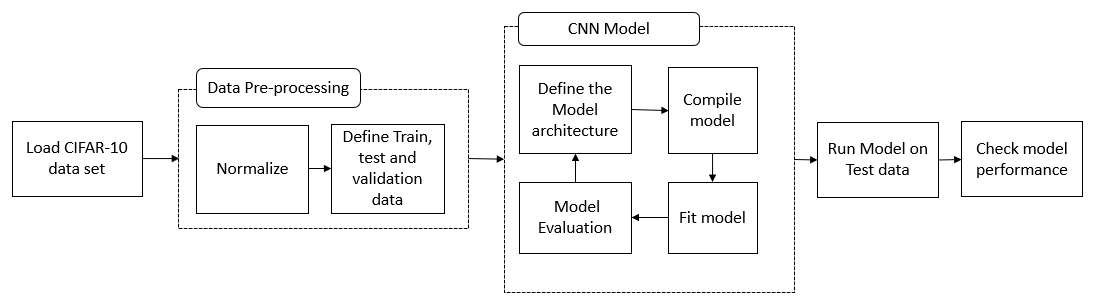 Load CIFAR-10
data set
Data Pre-processing
Normalize
Define Train,
test and
validation
data
CNN Model
Define the
Model
architecture
Compile
model
Fit model
Model
Evaluation
Run Model on
Test data
Check model
performance